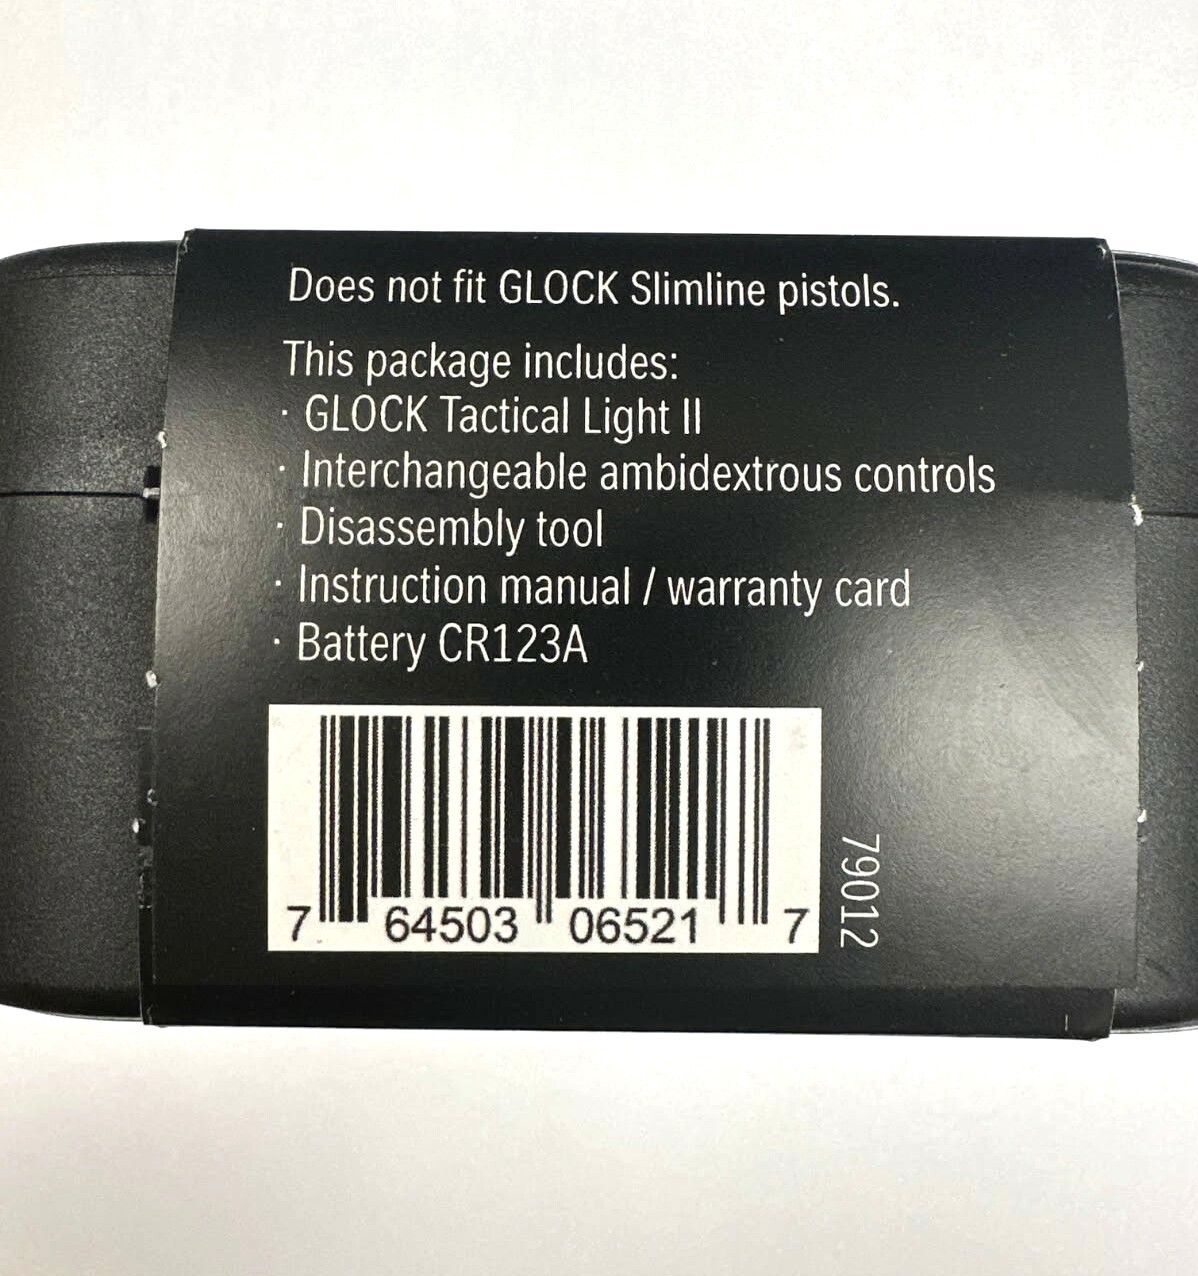 Does not fit GLOCK Slimline pistols.
This package includes:
· GLOCK Tactical Light II
· Interchangeable ambidextrous controls
· Disassembly tool
· Instruction manual / warranty card
· Battery CR123A
7 64503 06521 7
79012